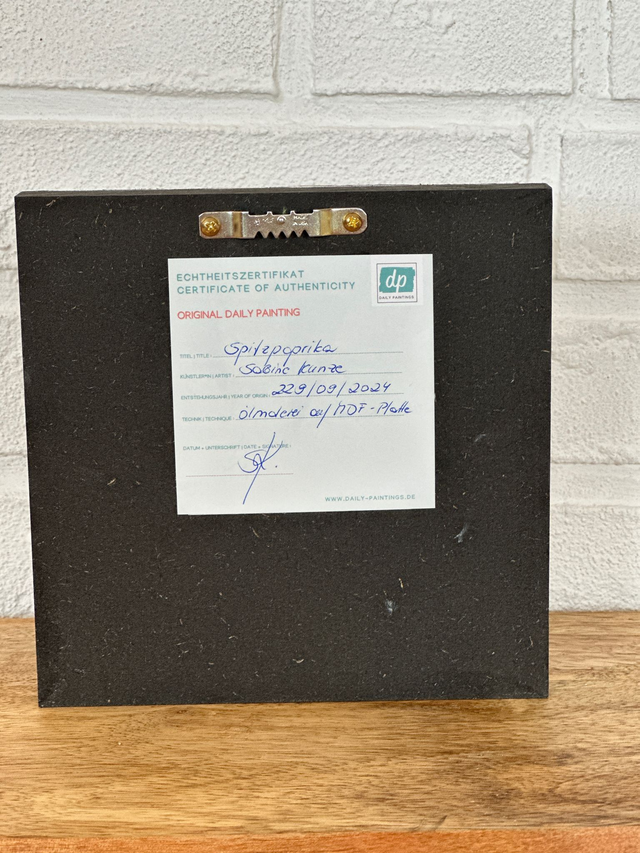 ECHTHEITSZERTIFIKAT
CERTIFICATE OF AUTHENTICITY
dp
DAILY PAINTINGS
ORIGINAL DAILY PAINTING
TITEL | TITLE: Spitzpaprika
KÜNSTLER*IN | ARTIST: Sabine Kunze
ENTSTEHUNGSJAHR | YEAR OF ORIGIN: 229/09/2024
TECHNIK | TECHNIQUE: Ölmalerei auf MDF-Platte
DATUM + UNTERSCHRIFT | DATE + SIGNATURE:
WWW.DAILY-PAINTINGS.DE